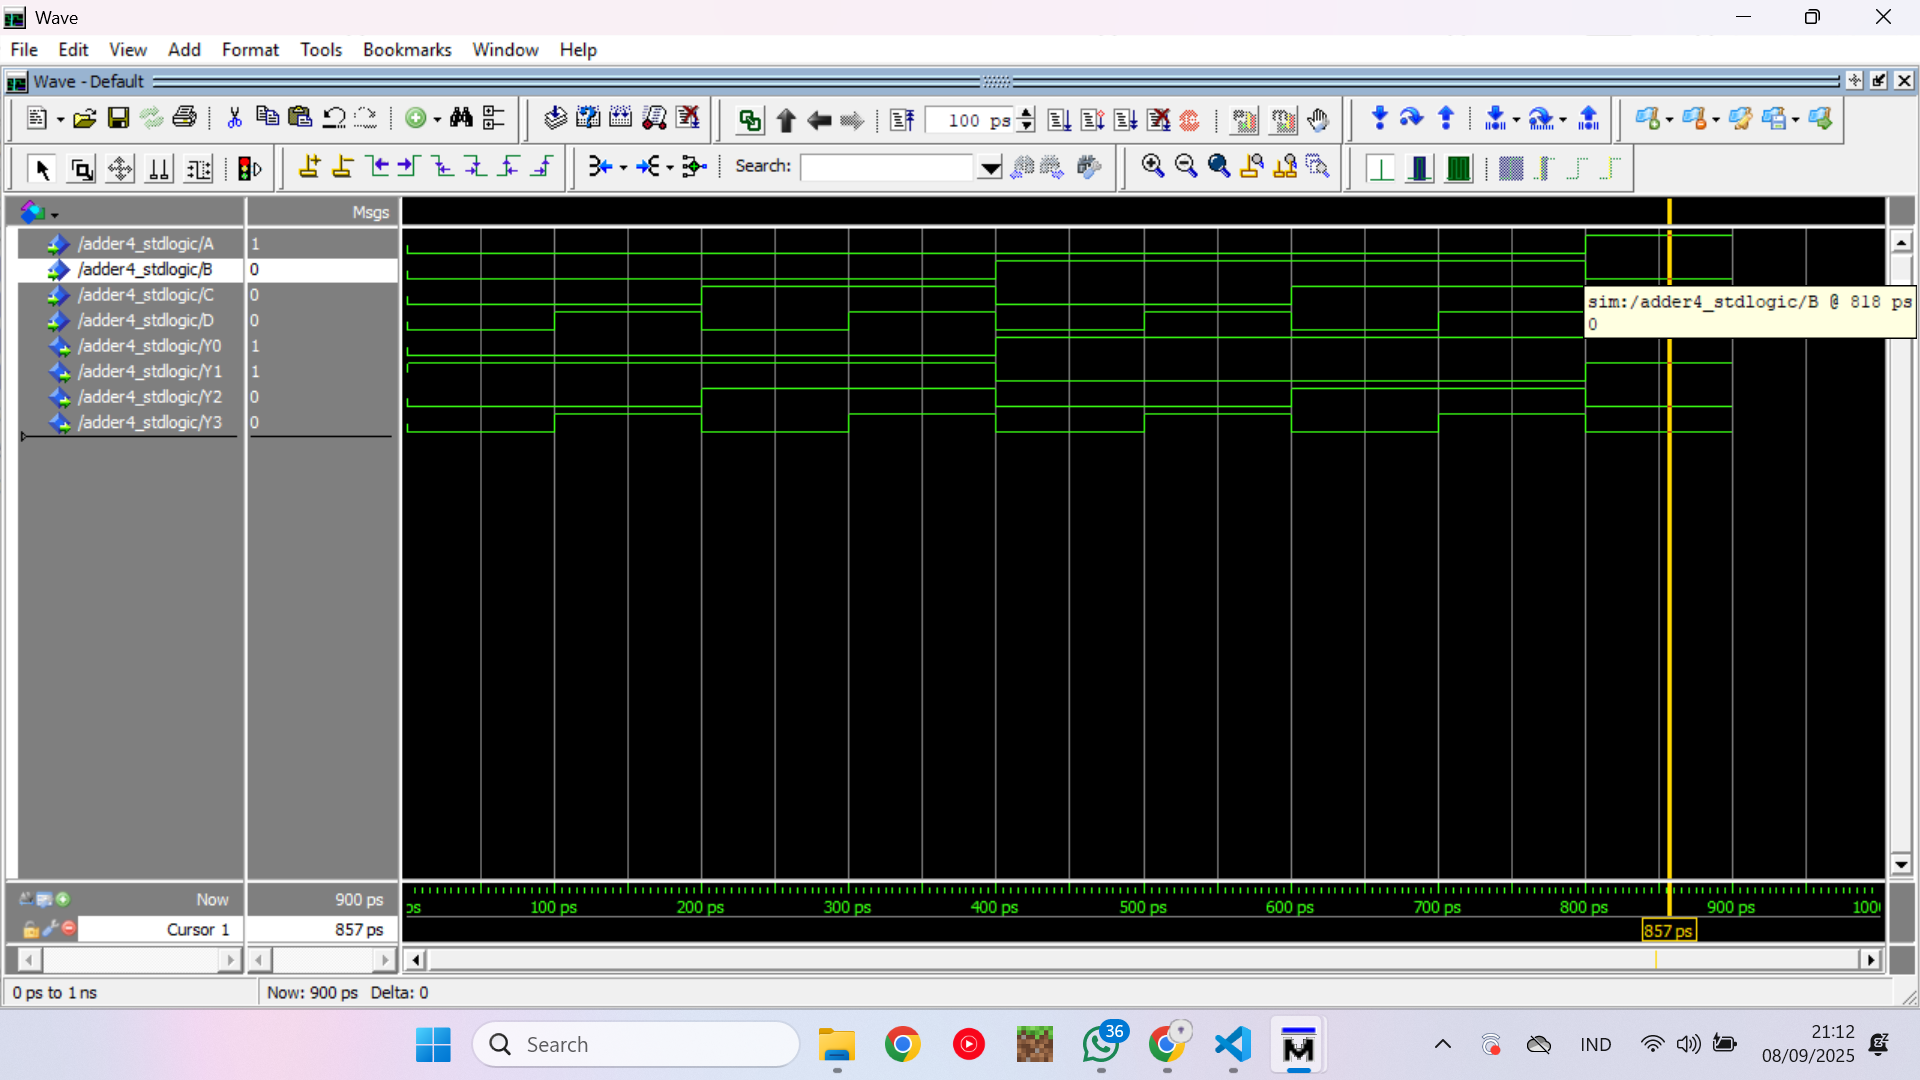 Wave
File Edit View Add Format Tools Bookmarks Window Help
Wave - Default
100 ps
Search:
Msgs
/adder4_stdlogic/A 1
/adder4_stdlogic/B 0
/adder4_stdlogic/C 0
/adder4_stdlogic/D 0
/adder4_stdlogic/Y0 1
/adder4_stdlogic/Y1 1
/adder4_stdlogic/Y2 0
/adder4_stdlogic/Y3 0
sim:/adder4_stdlogic/B @ 818 ps
0
Now 900 ps
ps 100 ps 200 ps 300 ps 400 ps 500 ps 600 ps 700 ps 800 ps 900 ps 100
Cursor 1 857 ps
857 ps
0 ps to 1 ns
Now: 900 ps Delta: 0
Search
36
IND
21:12
08/09/2025